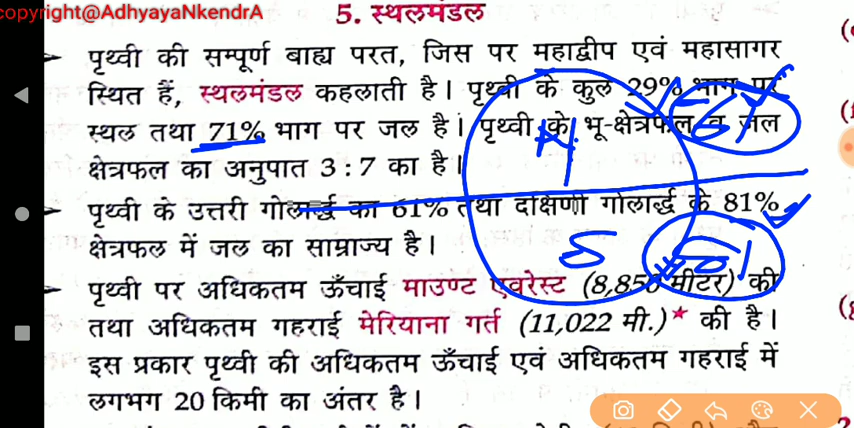 copyright@AdhyayaNkendrA
5. स्थलमंडल
पृथ्वी की सम्पूर्ण बाह्य परत, जिस पर महाद्वीप एवं महासागर
स्थित हैं, स्थलमंडल कहलाती है। पृथ्वी के कुल 29% भाग पर
स्थल तथा 71% भाग पर जल है। पृथ्वी के भू-क्षेत्रफल व जल
क्षेत्रफल का अनुपात 3 : 7 का है।
N
पृथ्वी के उत्तरी गोलार्द्ध का 61% तथा दक्षिणी गोलार्द्ध के 81%
क्षेत्रफल में जल का साम्राज्य है।
S
पृथ्वी पर अधिकतम ऊँचाई माउण्ट एवरेस्ट (8,850 मीटर) की
तथा अधिकतम गहराई मेरियाना गर्त (11,022 मी.)* की है।
इस प्रकार पृथ्वी की अधिकतम ऊँचाई एवं अधिकतम गहराई में
लगभग 20 किमी का अंतर है।